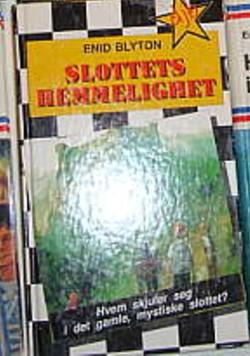 ENID BLYTON
SLOTTETS
HEMMELIGHET
Hvem skjuler seg
i det gamle, mystiske slottet?